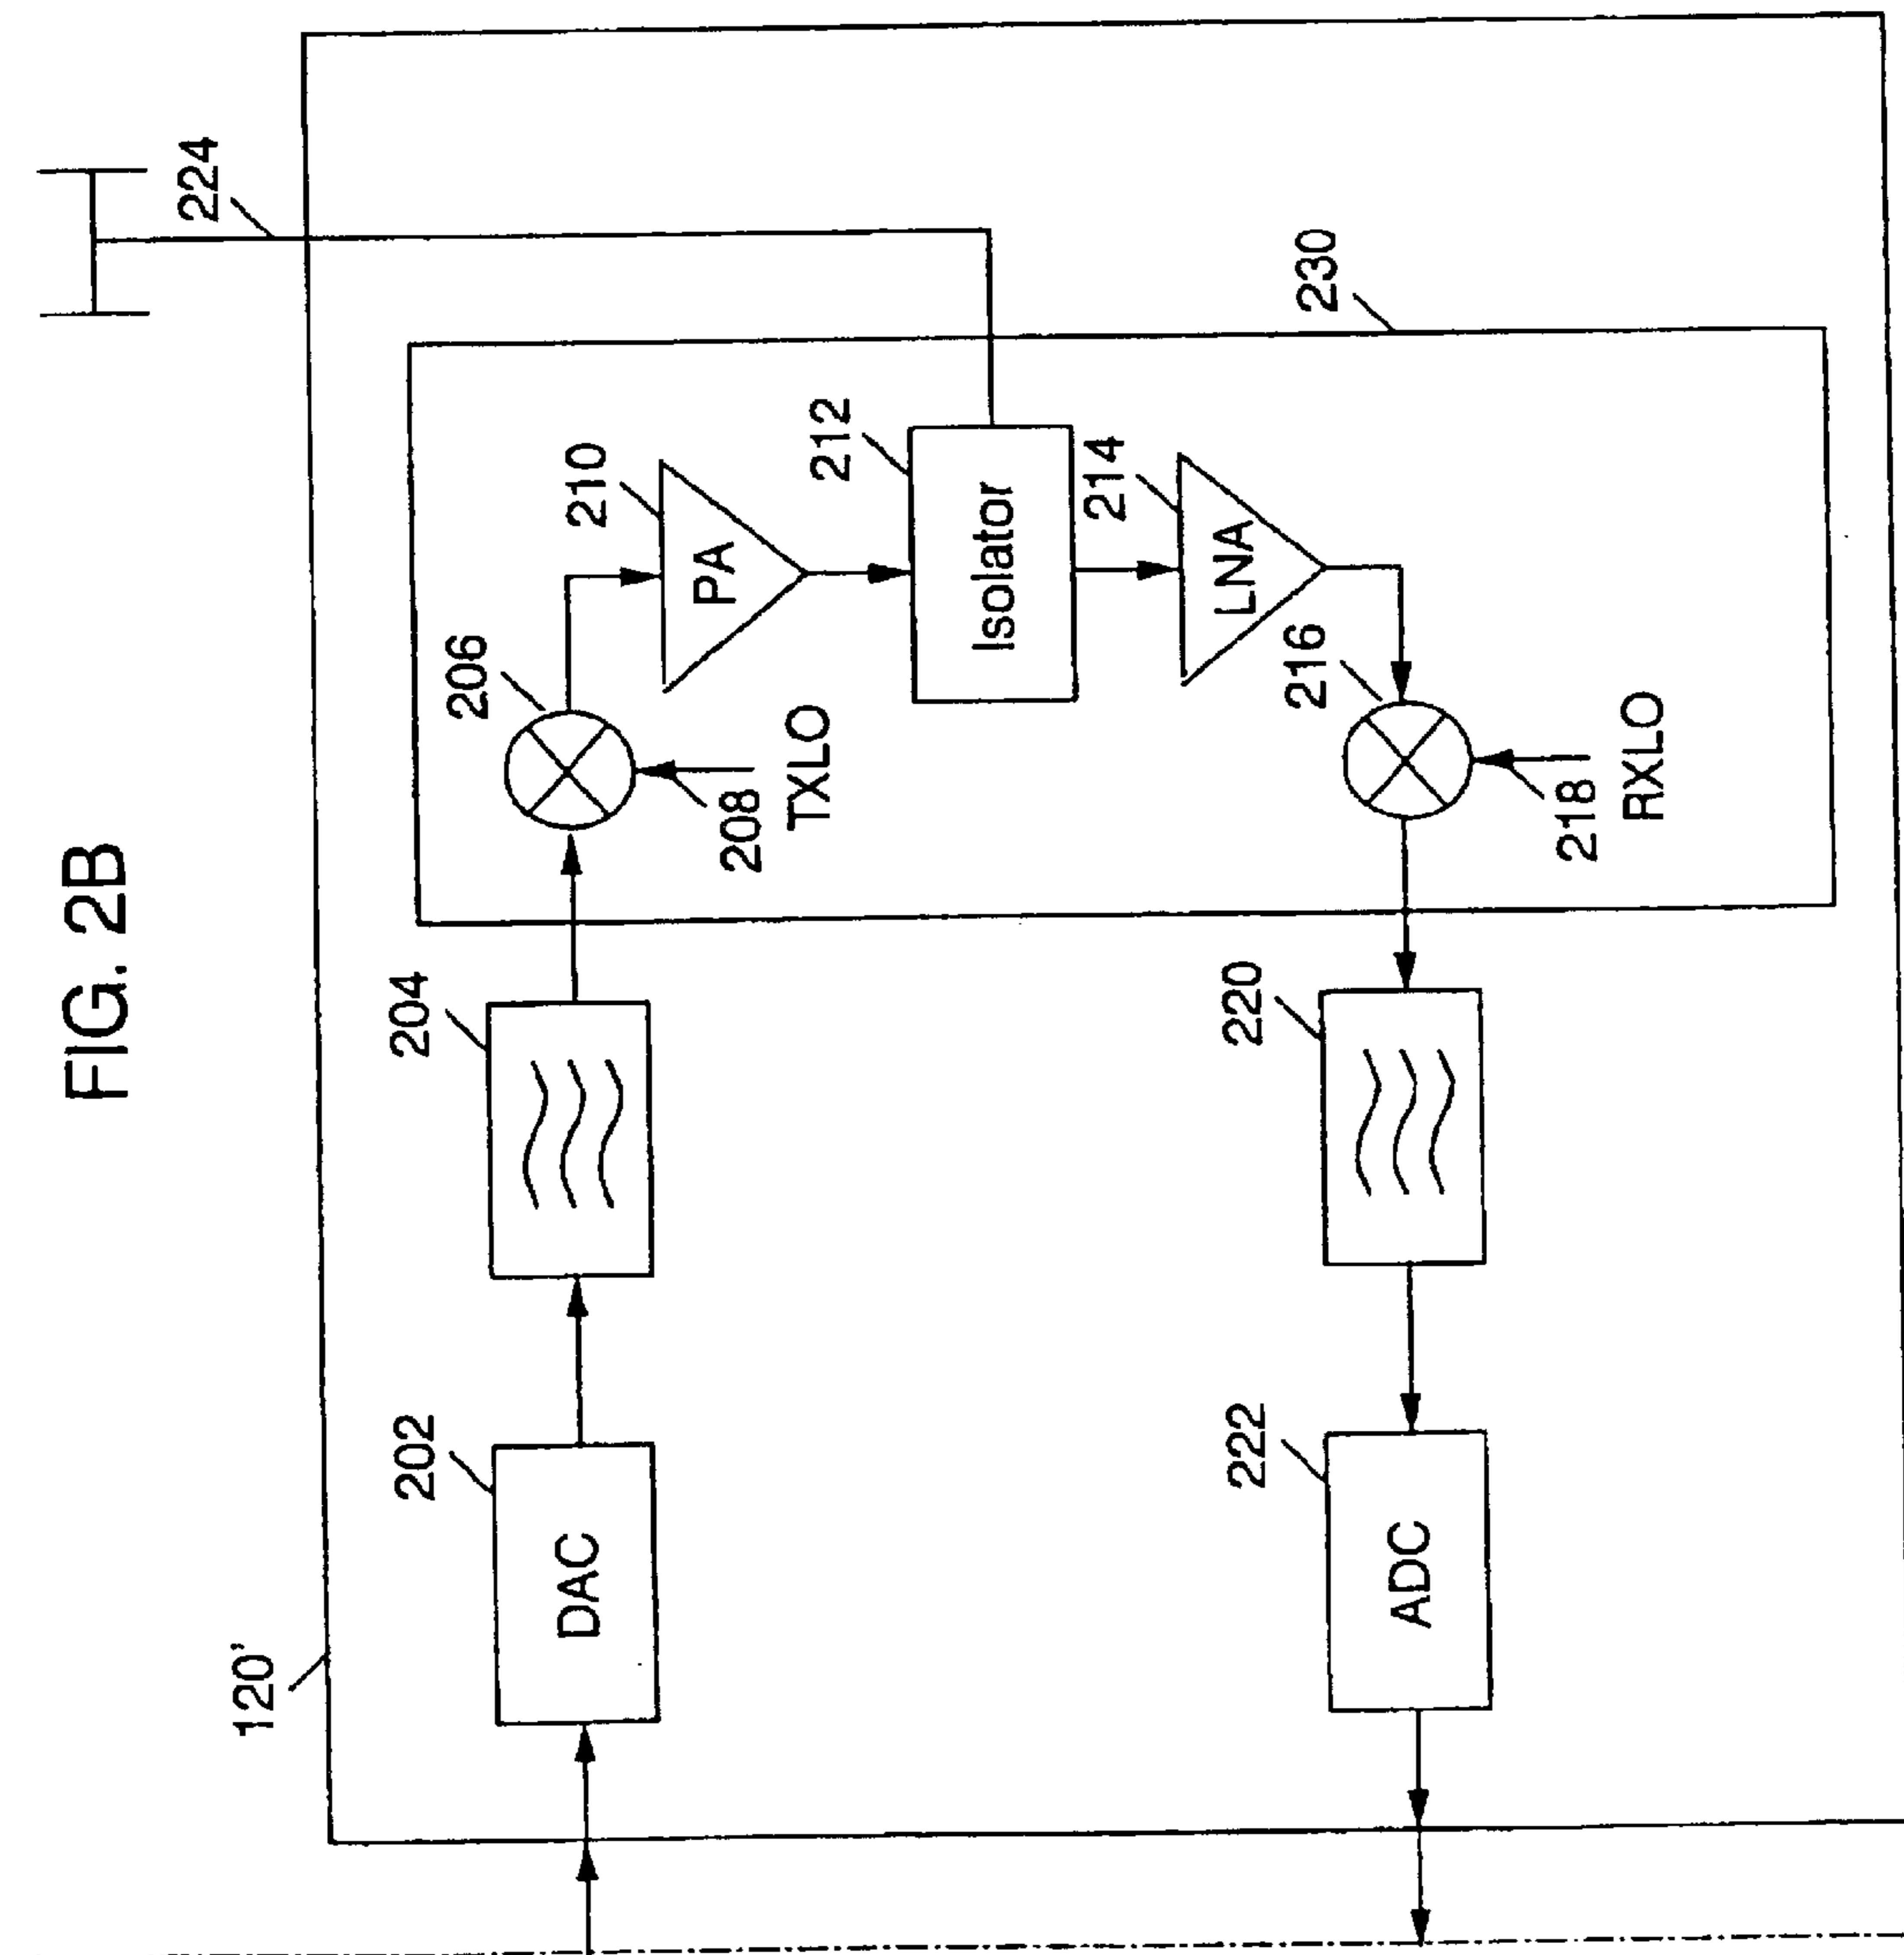 FIG. 2B
120'
202
DAC
204
206
208
TXLO
210
PA
212
Isolator
214
LNA
216
218
RXLO
220
222
ADC
224
230